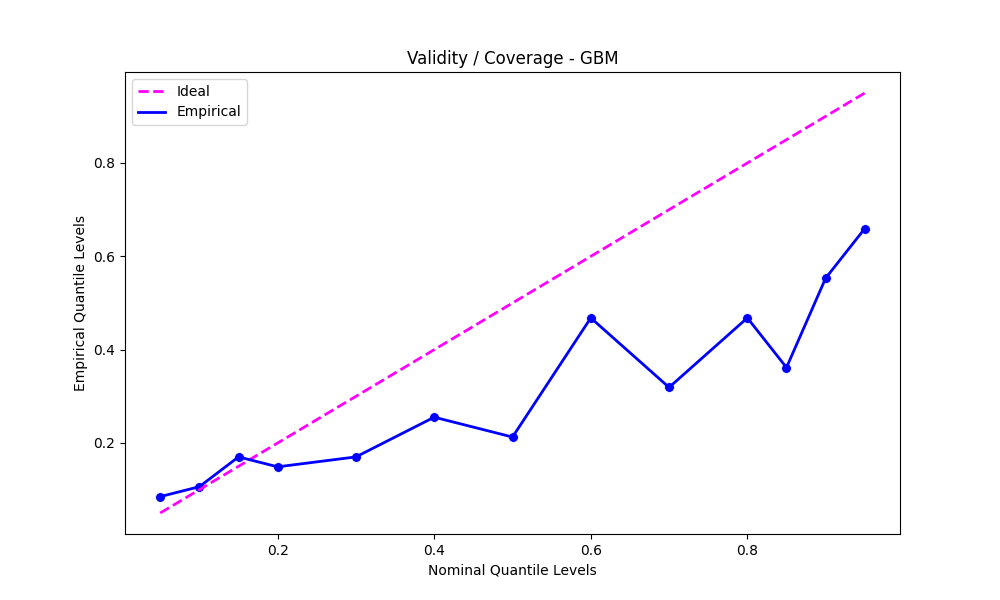 Validity / Coverage - GBM
Ideal
Empirical
Empirical Quantile Levels
0.8
0.6
0.4
0.2
0.2
0.4
0.6
0.8
Nominal Quantile Levels